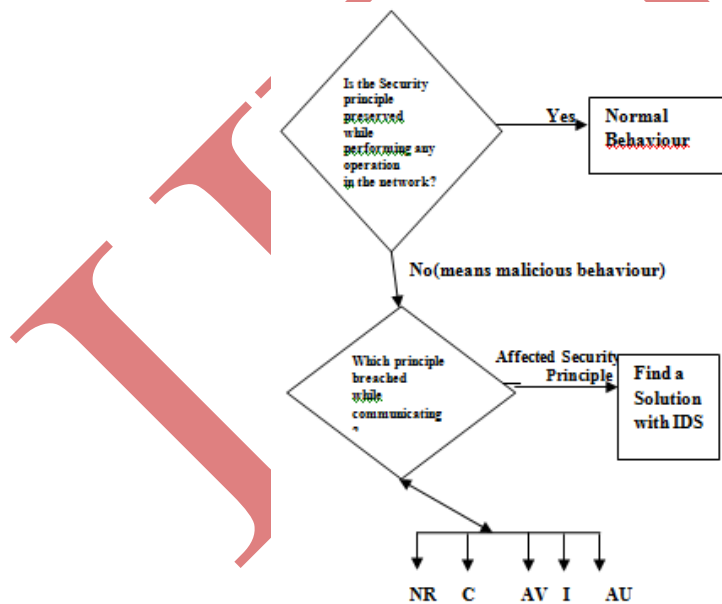 Is the Security
principle
preserved
while
performing any
operation
in the network?
Yes
Normal
Behaviour
No(means malicious behaviour)
Which principle
breached
while
communicating
?
Affected Security
Principle
Find a
Solution
with IDS
NR C AV I AU